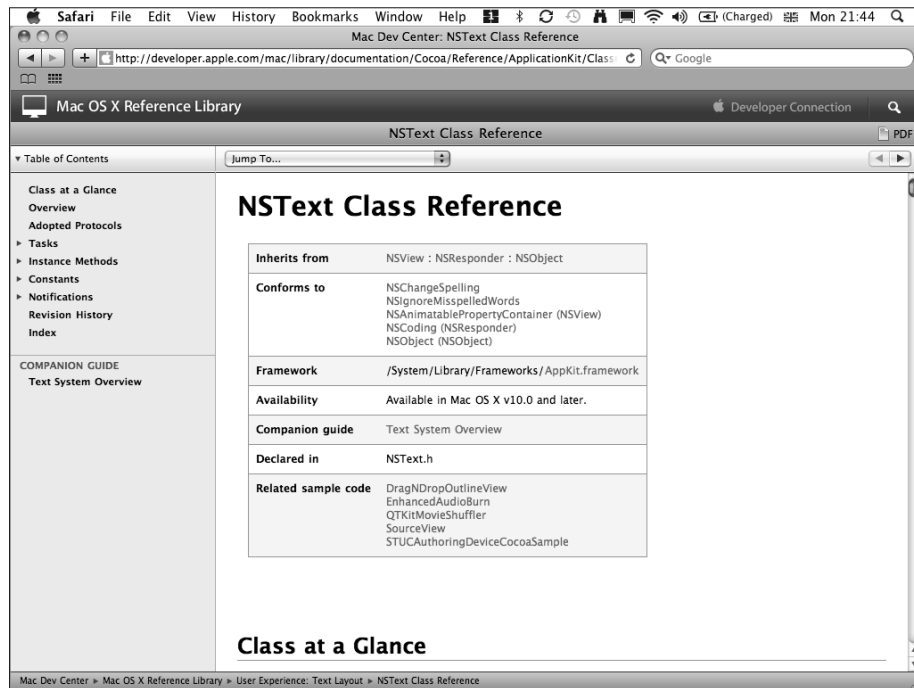 Safari File Edit View History Bookmarks Window Help (Charged) Mon 21:44
Mac Dev Center: NSText Class Reference
http://developer.apple.com/mac/library/documentation/Coa/Reference/ApplicationKit/Class Google
Mac OS X Reference Library
Developer Connection
NSText Class Reference
PDF
Table of Contents
Jump To...
Class at a Glance
Overview
Adopted Protocols
Tasks
Instance Methods
Constants
Notifications
Revision History
Index
COMPANION GUIDE
Text System Overview
NSText Class Reference
Inherits from NSView : NSResponder : NSObject
Conforms to NSChangeSpelling
NSIgnoreMisspelledWords
NSAnimatablePropertyContainer (NSView)
NSCoding (NSResponder)
NSObject (NSObject)
Framework /System/Library/Frameworks/AppKit.framework
Availability Available in Mac OS X v10.0 and later.
Companion guide Text System Overview
Declared in NSText.h
Related sample code DragNDropOutlineView
EnhancedAudioBurn
QTKitMovieShuffler
SourceView
STUCAuthoringDeviceCocoaSample
Class at a Glance
Mac Dev Center ▸ Mac OS X Reference Library ▸ User Experience: Text Layout ▸ NSText Class Reference